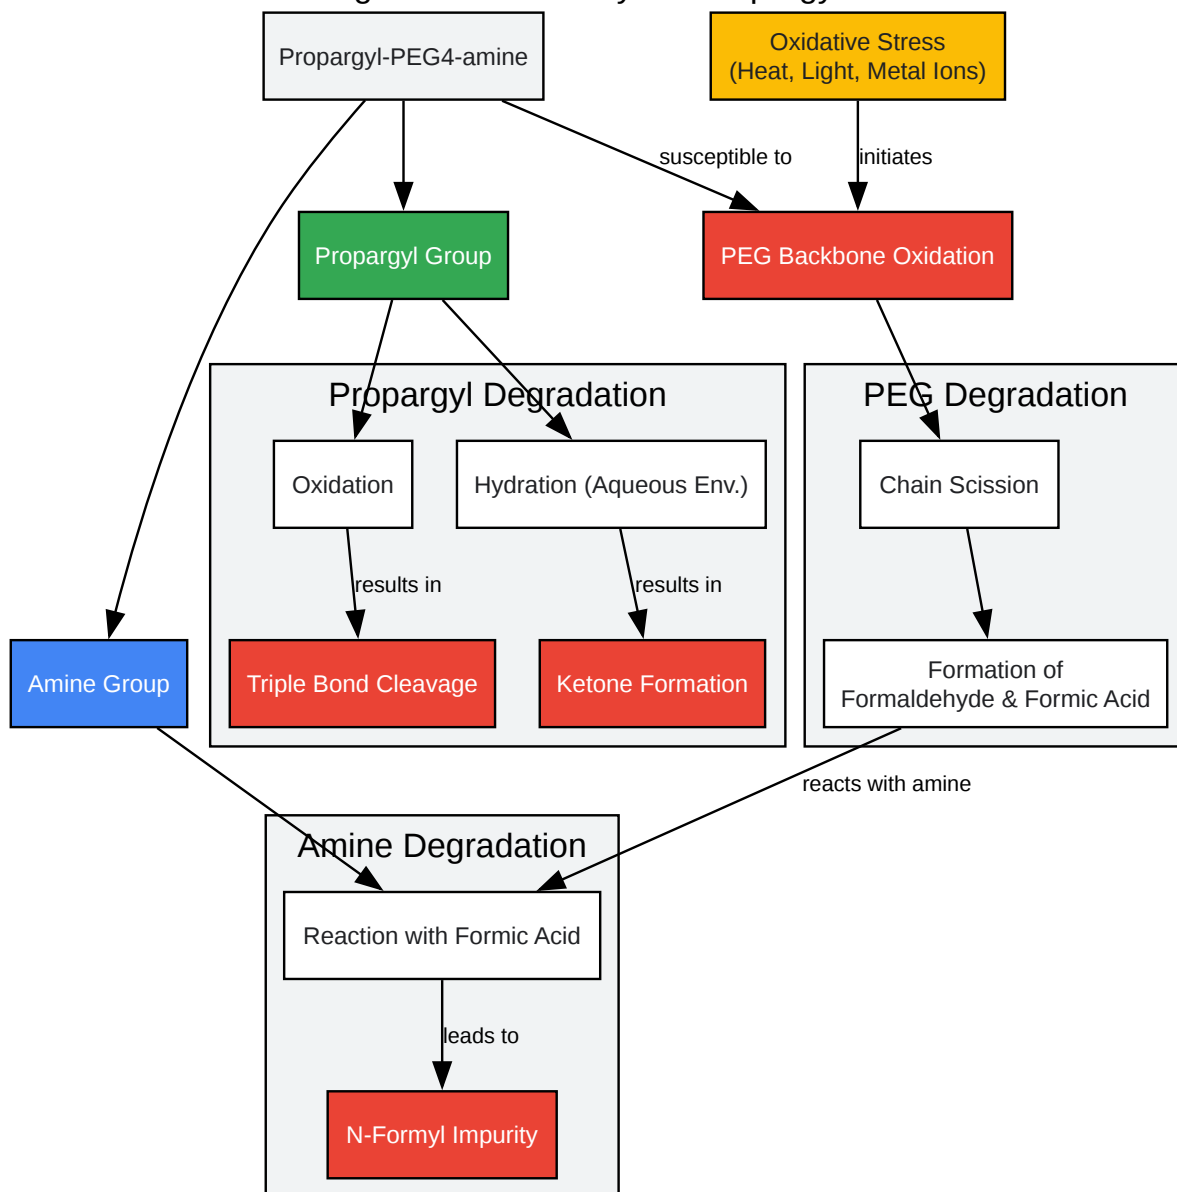 Propargyl-PEG4-amine
Oxidative Stress
(Heat, Light, Metal Ions)
susceptible to
initiates
Propargyl Group
PEG Backbone Oxidation
Propargyl Degradation
PEG Degradation
Oxidation
Hydration (Aqueous Env.)
Chain Scission
results in
results in
Amine Group
Triple Bond Cleavage
Ketone Formation
Formation of
Formaldehyde & Formic Acid
reacts with amine
Amine Degradation
Reaction with Formic Acid
leads to
N-Formyl Impurity